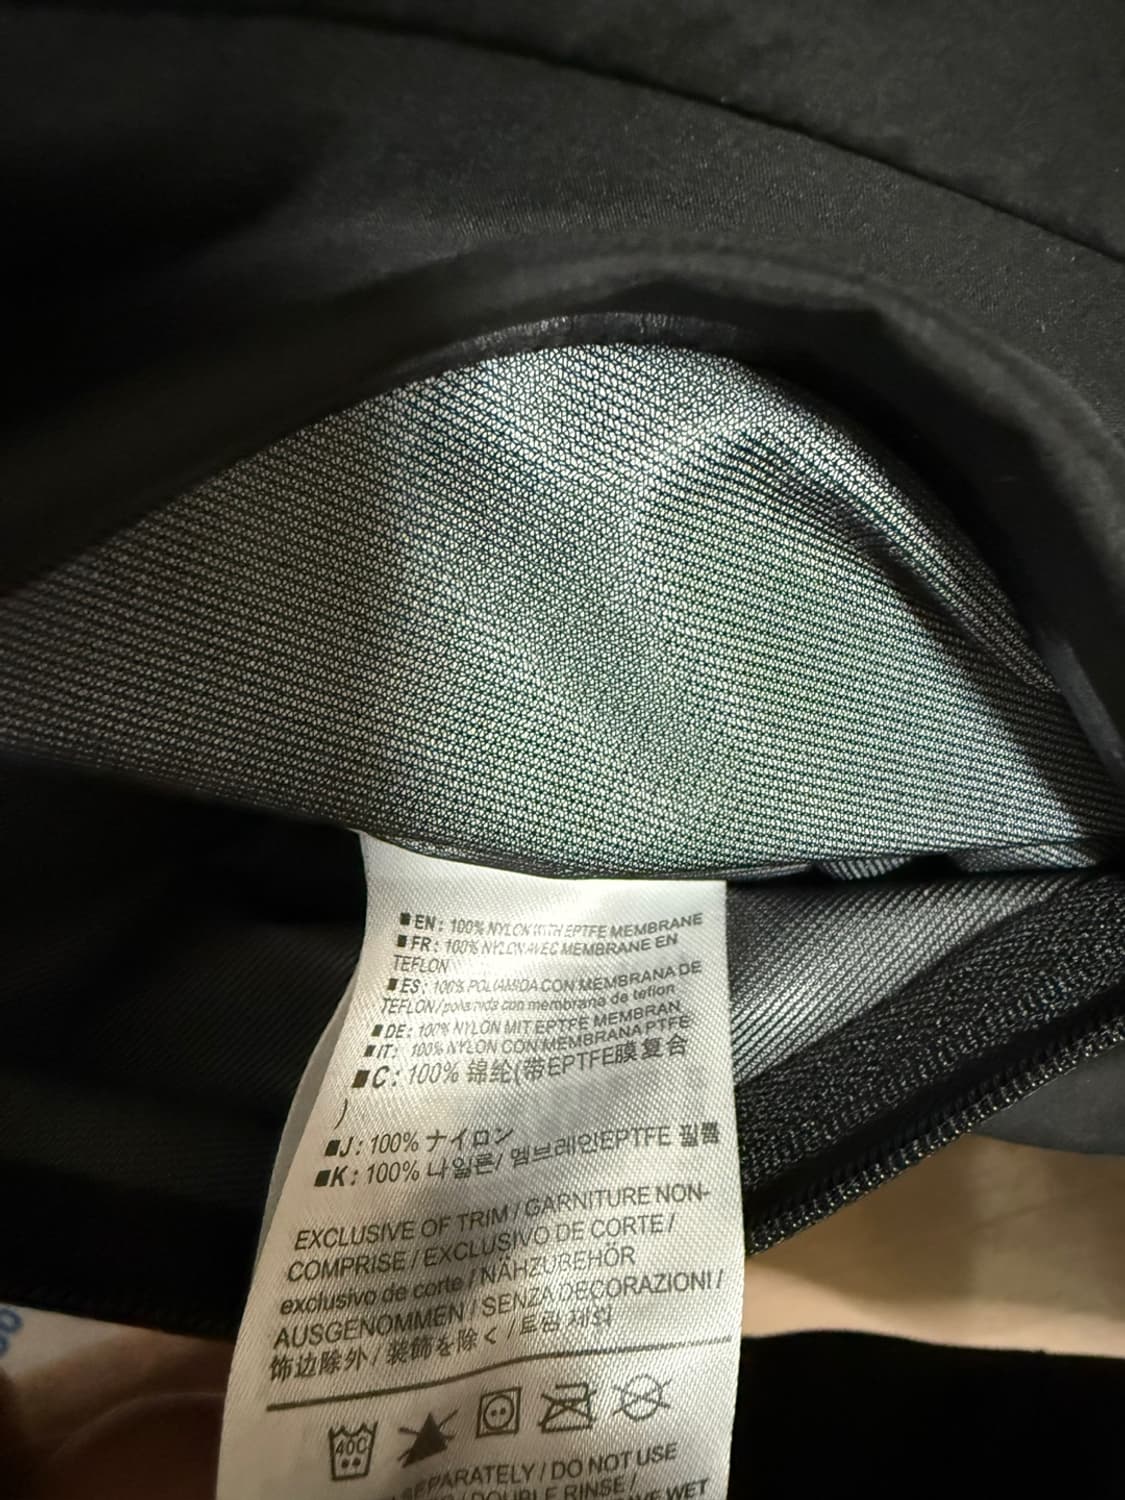 ■EN: 100% NYLON WITH EPTFE MEMBRANE
■FR: 100% NYLON AVEC MEMBRANE EN
TEFLON
■ES: 100% POLIAMIDA CON MEMBRANA DE
TEFLON/poliamida con membrana de teflon
■DE: 100% NYLON MIT EPTFE MEMBRAN
■IT: 100% NYLON CON MEMBRANA PTFE
■C: 100% 锦纶(带EPTFE膜复合
)
■J: 100% ナイロン
■K: 100% 나일론/ 멤브레인EPTFE 필름
EXCLUSIVE OF TRIM / GARNITURE NON-
COMPRISE / EXCLUSIVO DE CORTE /
exclusivo de corte / NÄHZUBEHÖR
AUSGENOMMEN / SENZA DECORAZIONI /
饰边除外 / 装飾を除く / 트림 제외
40C
SEPARATELY / DO NOT USE
/ DOUBLE RINSE /
WET